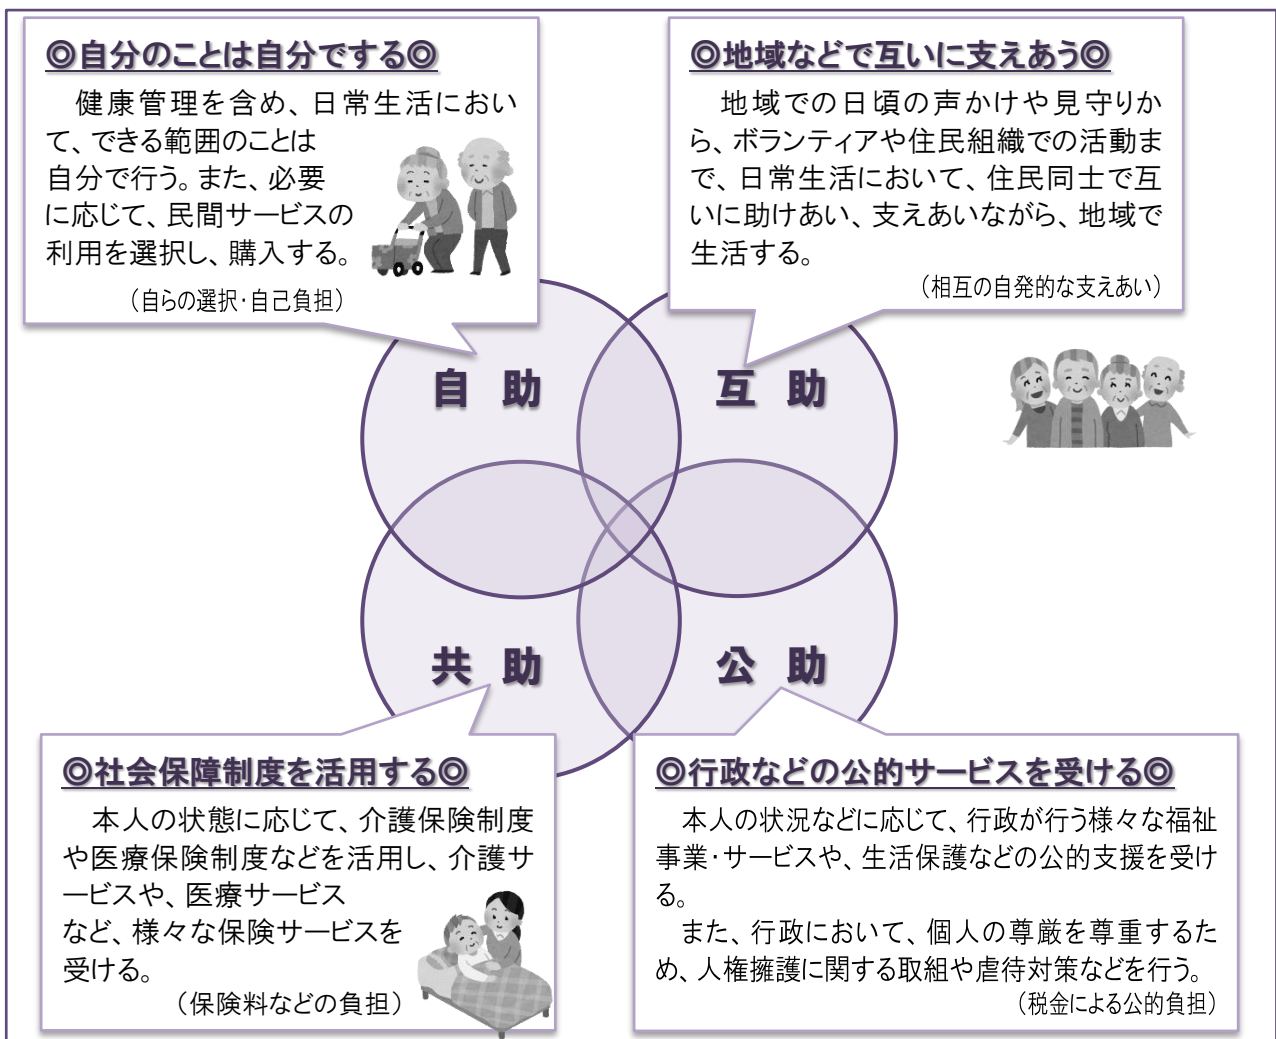 ◎自分のことは自分でする◎
　健康管理を含め、日常生活におい
て、できる範囲のことは
自分で行う。また、必要
に応じて、民間サービスの
利用を選択し、購入する。
（自らの選択・自己負担）
◎地域などで互いに支えあう◎
　地域での日頃の声かけや見守りか
ら、ボランティアや住民組織での活動ま
で、日常生活において、住民同士で互
いに助けあい、支えあいながら、地域で
生活する。
（相互の自発的な支えあい）
自　助
互　助
共　助
公　助
◎社会保障制度を活用する◎
　本人の状態に応じて、介護保険制度
や医療保険制度などを活用し、介護サ
ービスや、医療サービス
など、様々な保険サービスを
受ける。
（保険料などの負担）
◎行政などの公的サービスを受ける◎
　本人の状況などに応じて、行政が行う様々な福祉
事業・サービスや、生活保護などの公的支援を受け
る。
　また、行政において、個人の尊厳を尊重するた
め、人権擁護に関する取組や虐待対策などを行う。
（税金による公的負担）